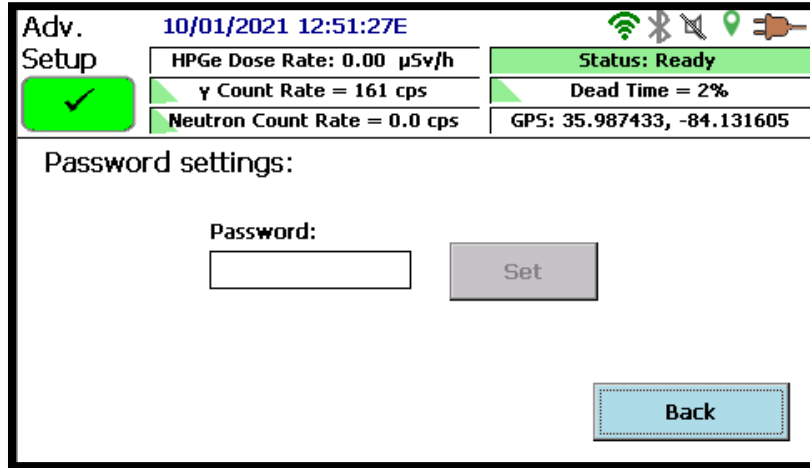 Adv. Setup
10/01/2021 12:51:27E
HPGe Dose Rate: 0.00 µSv/h
Status: Ready
γ Count Rate = 161 cps
Dead Time = 2%
Neutron Count Rate = 0.0 cps
GPS: 35.987433, -84.131605
Password settings:
Password:
Set
Back